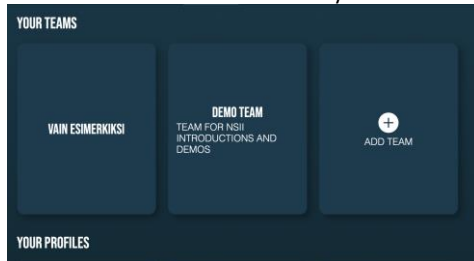 YOUR TEAMS
VAIN ESIMERKIKSI
DEMO TEAM
TEAM FOR NSII
INTRODUCTIONS AND
DEMOS
ADD TEAM
YOUR PROFILES